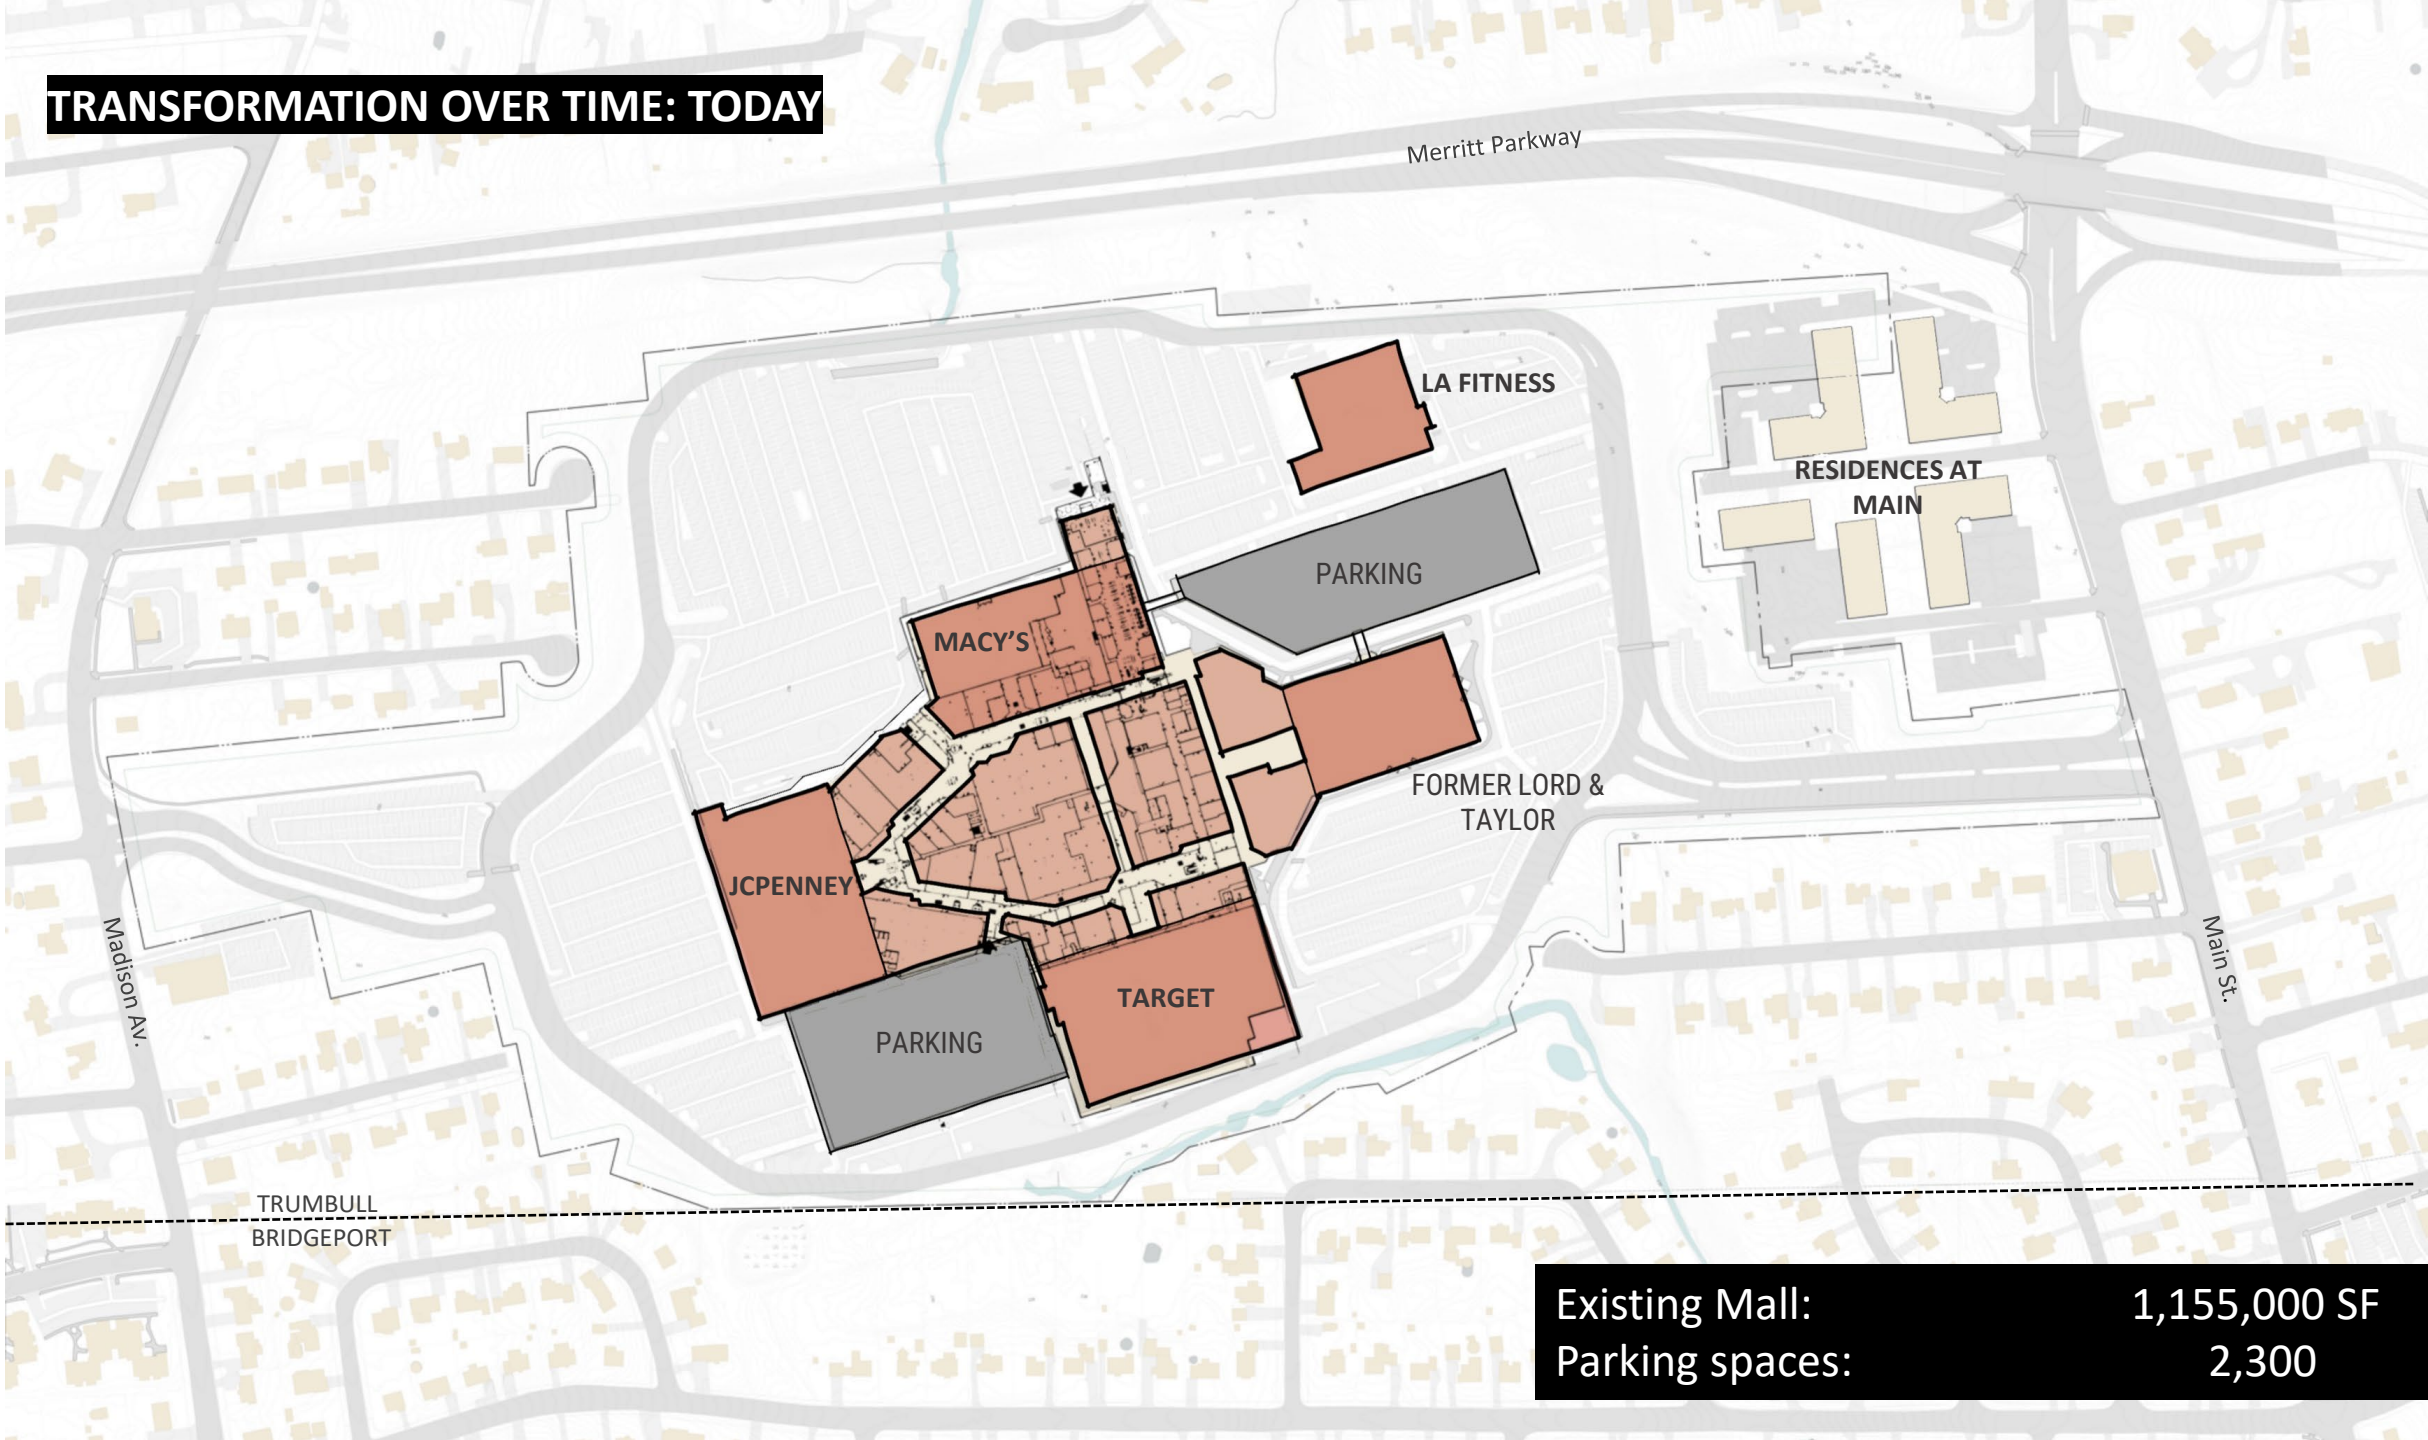 TRANSFORMATION OVER TIME: TODAY
Merritt Parkway
LA FITNESS
RESIDENCES AT
MAIN
PARKING
MACY'S
FORMER LORD &
TAYLOR
JCPENNEY
TARGET
PARKING
Madison Av.
Main St.
TRUMBULL
BRIDGEPORT
Existing Mall: 1,155,000 SF
Parking spaces: 2,300